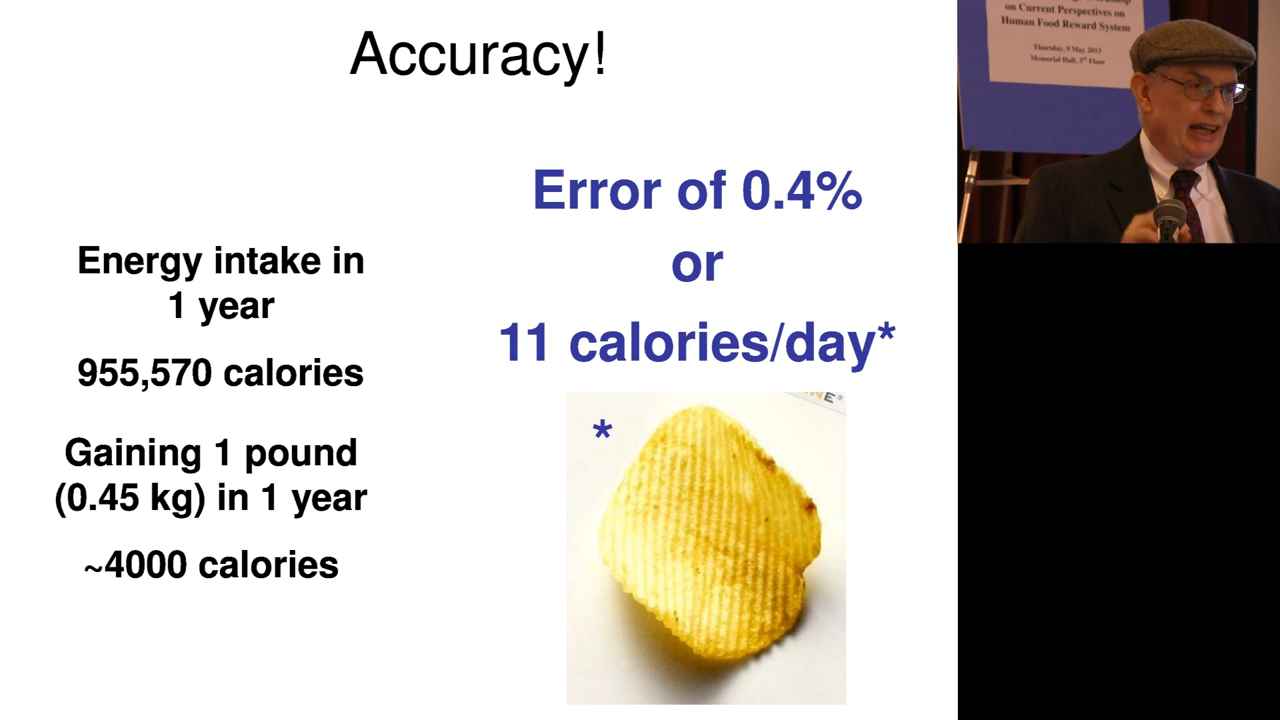 Accuracy!
Error of 0.4%
or
11 calories/day*
Energy intake in
1 year
955,570 calories
Gaining 1 pound
(0.45 kg) in 1 year
~4000 calories
*
on Current Perspectives on
Human Food Reward System
Thursday, 9 May 2013
Memorial Hall, 3rd Floor